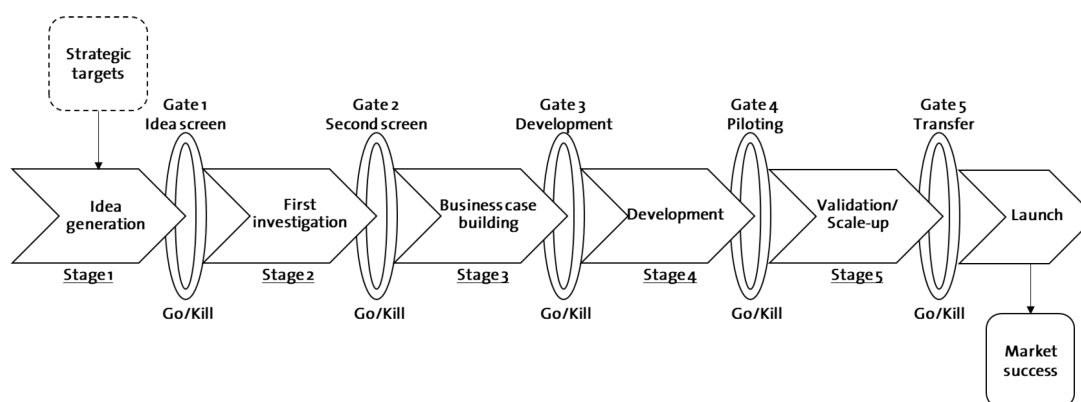 Strategic
targets
Gate 1
Idea screen
Gate 2
Second screen
Gate 3
Development
Gate 4
Piloting
Gate 5
Transfer
Idea
generation
First
investigation
Business case
building
Development
Validation/
Scale-up
Launch
Stage 1
Stage 2
Stage 3
Stage 4
Stage 5
Go/Kill
Go/Kill
Go/Kill
Go/Kill
Go/Kill
Market
success